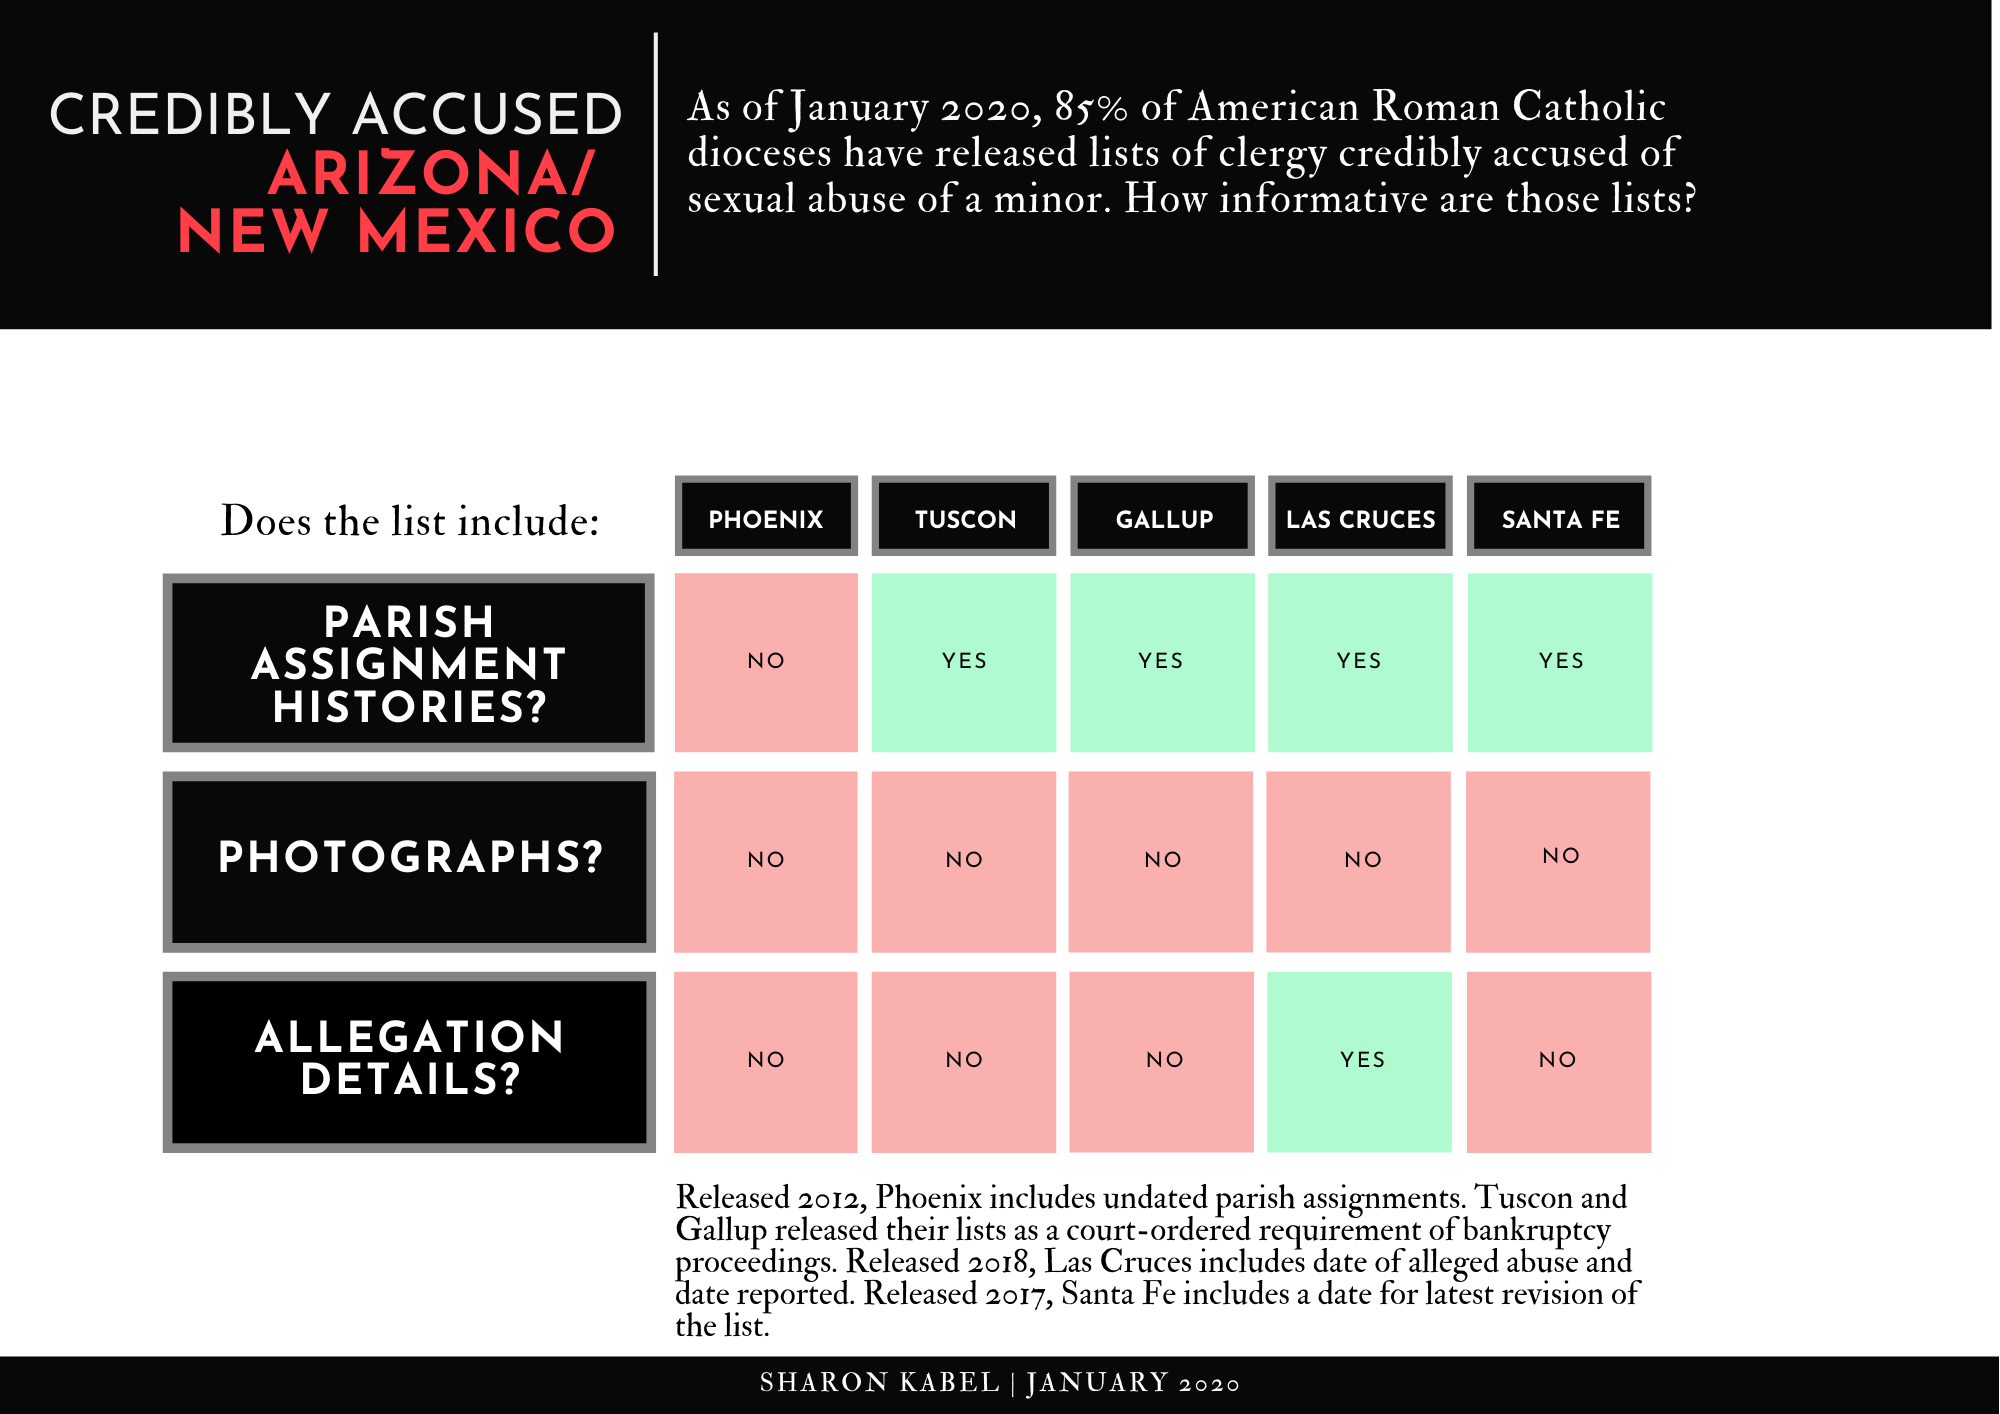 CREDIBLY ACCUSED
ARIZONA/
NEW MEXICO
As of January 2020, 85% of American Roman Catholic
dioceses have released lists of clergy credibly accused of
sexual abuse of a minor. How informative are those lists?
Does the list include:
PHOENIX
TUSCON
GALLUP
LAS CRUCES
SANTA FE
PARISH
ASSIGNMENT
HISTORIES?
NO
YES
YES
YES
YES
PHOTOGRAPHS?
NO
NO
NO
NO
NO
ALLEGATION
DETAILS?
NO
NO
NO
YES
NO
Released 2012, Phoenix includes undated parish assignments. Tuscon and
Gallup released their lists as a court-ordered requirement of bankruptcy
proceedings. Released 2018, Las Cruces includes date of alleged abuse and
date reported. Released 2017, Santa Fe includes a date for latest revision of
the list.
SHARON KABEL | JANUARY 2020